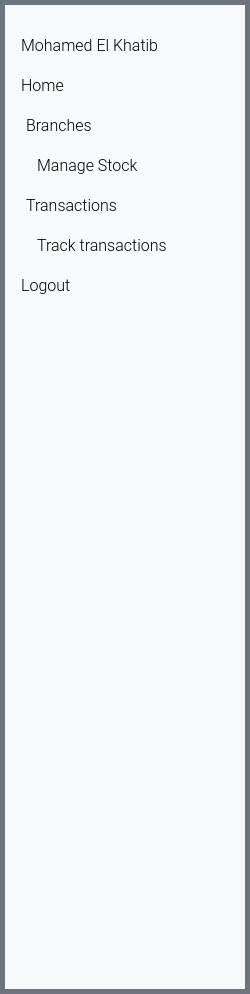 Mohamed El Khatib
Home
Branches
Manage Stock
Transactions
Track transactions
Logout